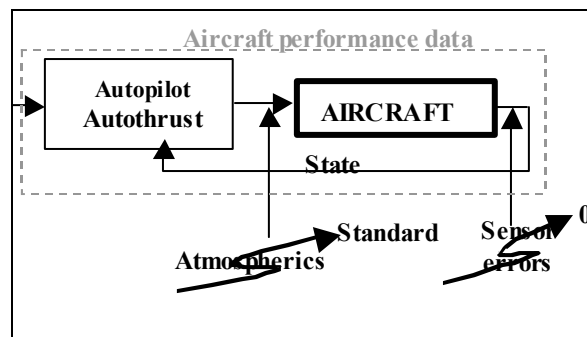 Aircraft performance data
Autopilot
Autothrust
AIRCRAFT
State
Standard
Atmospherics
Sensor
errors
0